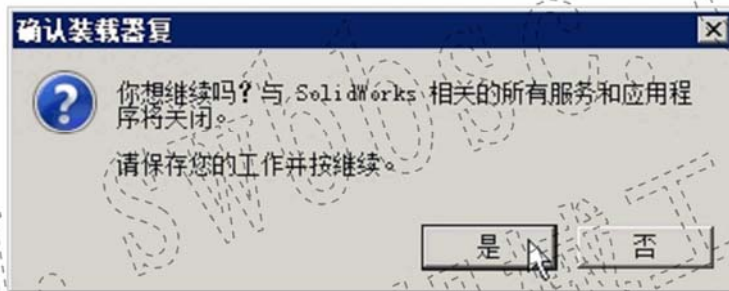 确认装载器复
你想继续吗?与 SolidWorks 相关的所有服务和应用程
序将关闭。
请保存您的工作并按继续。
是
否